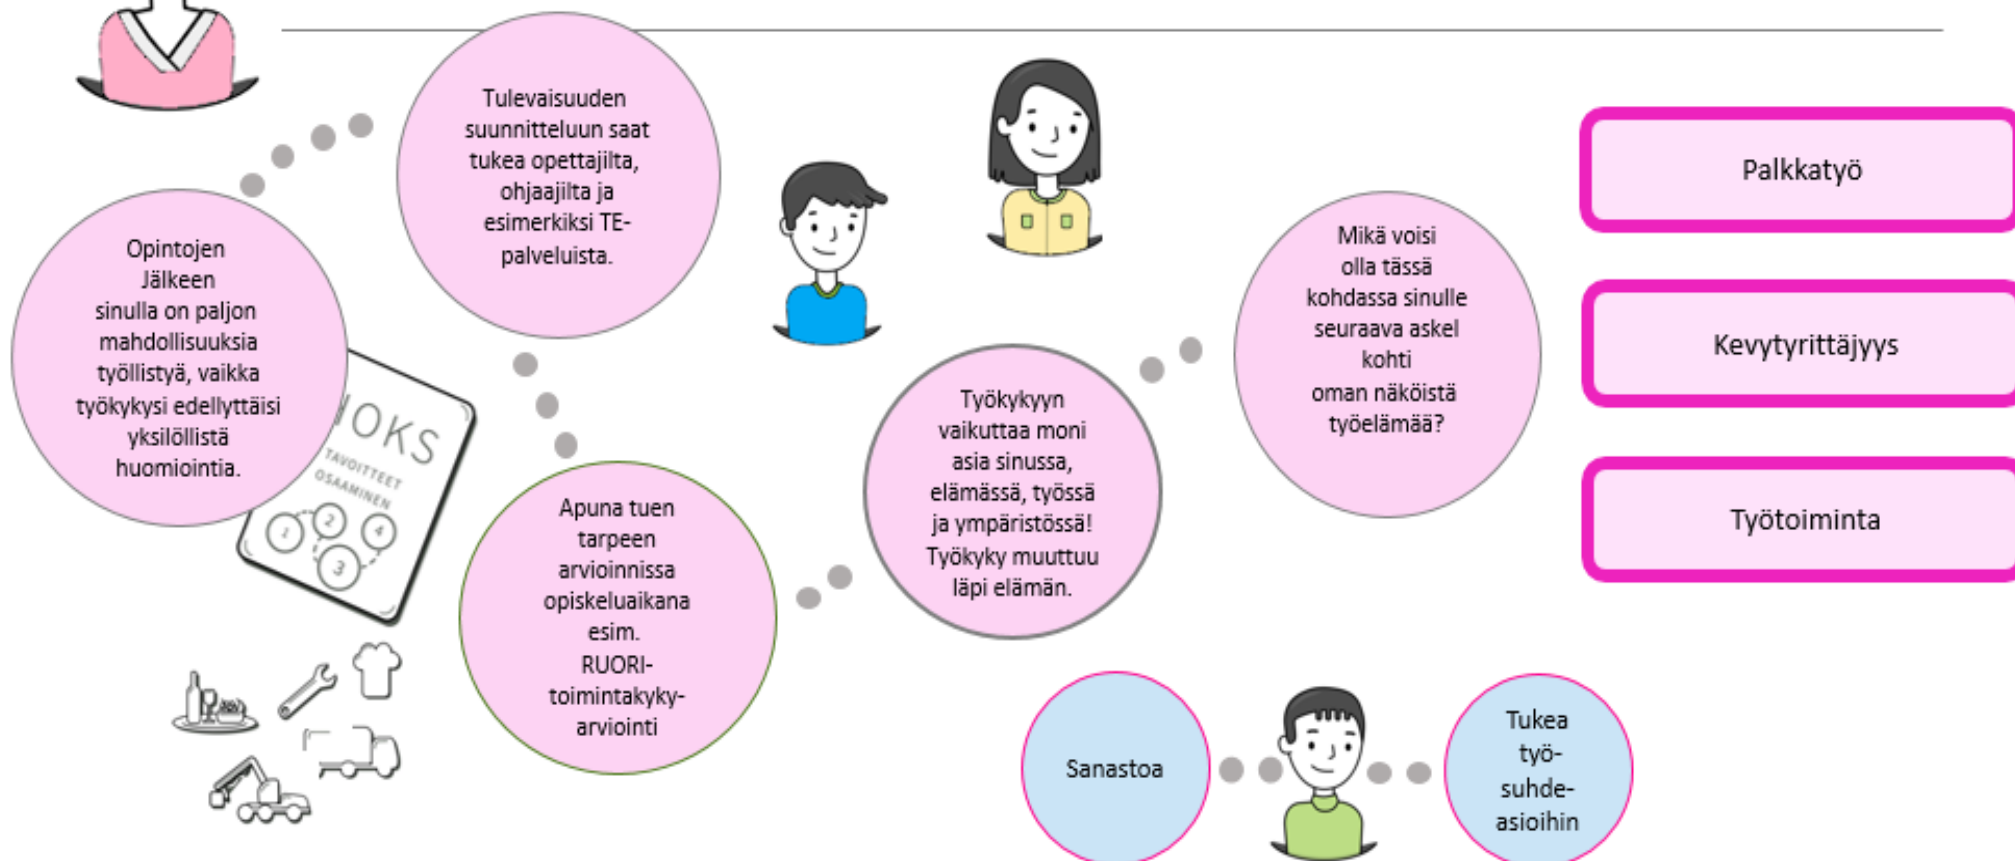 Opintojen
Jälkeen
sinulla on paljon
mahdollisuuksia
työllistyä, vaikka
työkykysi edellyttäisi
yksilöllistä
huomiointia.
Tulevaisuuden
suunnitteluun saat
tukea opettajilta,
ohjaajilta ja
esimerkiksi TE-
palveluista.
HOKS
TAVOITTEET
OSAAMINEN
1
2
4
3
Apuna tuen
tarpeen
arvioinnissa
opiskeluaikana
esim.
RUORI-
toimintakyky-
arviointi
Työkykyyn
vaikuttaa moni
asia sinussa,
elämässä, työssä
ja ympäristössä!
Työkyky muuttuu
läpi elämän.
Mikä voisi
olla tässä
kohdassa sinulle
seuraava askel
kohti
oman näköistä
työelämää?
Palkkatyö
Kevytyrittäjyys
Työtoiminta
Sanastoa
Tukea
työ-
suhde-
asioihin